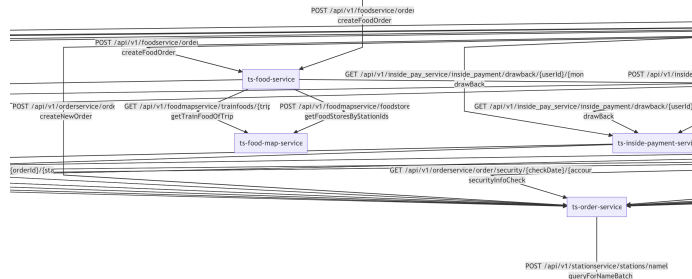 POST /api/v1/foodservice/order
createFoodOrder
POST /api/v1/foodservice/order
createFoodOrder
ts-food-service
GET /api/v1/inside_pay_service/inside_payment/drawback/{userId}/{mon
drawBack
POST /api/v1/inside
POST /api/v1/orderservice/orde
createNewOrder
GET /api/v1/foodmapservice/trainfoods/{trip
getTrainFoodOfTrip
POST /api/v1/foodmapservice/foodstore
getFoodStoresByStationIds
GET /api/v1/inside_pay_service/inside_payment/drawback/{userId}
drawBack
ts-food-map-service
ts-inside-payment-servi
{orderId}/{sta
GET /api/v1/orderservice/order/security/{checkDate}/{accour
securityInfoCheck
ts-order-service
POST /api/v1/stationservice/stations/namel
queryForNameBatch